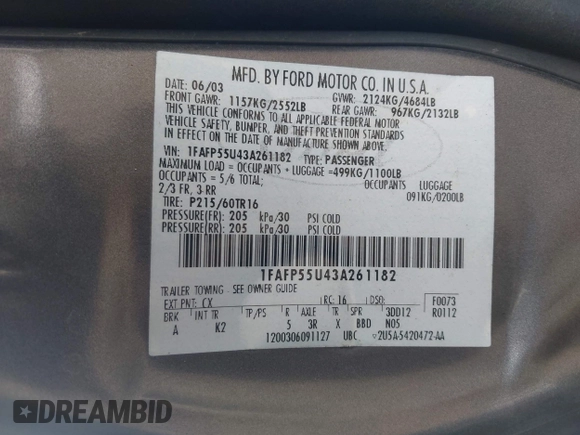 MFD. BY FORD MOTOR CO. IN U.S.A.
DATE: 06/03 GVWR: 2124KG/4684LB
FRONT GAWR: 1157KG/2552LB REAR GAWR: 967KG/2132LB
THIS VEHICLE CONFORMS TO ALL APPLICABLE FEDERAL MOTOR
VEHICLE SAFETY, BUMPER, AND THEFT PREVENTION STANDARDS
IN EFFECT ON THE DATE OF MANUFACTURE SHOWN ABOVE.
VIN: 1FAFP55U43A261182 TYPE: PASSENGER
MAXIMUM LOAD = OCCUPANTS + LUGGAGE =499KG/1100LB
OCCUPANTS = 5/6 TOTAL; OCCUPANTS LUGGAGE
2/3 FR, 3-RR 091KG/0200LB
TIRE: P215/60TR16
PRESSURE(FR): 205 kPa/30 PSI COLD
PRESSURE(RR): 205 kPa/30 PSI COLD
1FAFP55U43A261182
TRAILER TOWING - SEE OWNER GUIDE
EXT PNT: CX RC: 16 DSO: F0073
BRK INT TR TP/PS R AXLE TR SPR 3DD12 R0112
A K2 5 3R X BBD N05
1200306091127 UBC 2U5A-5420472-AA
DREAMBID